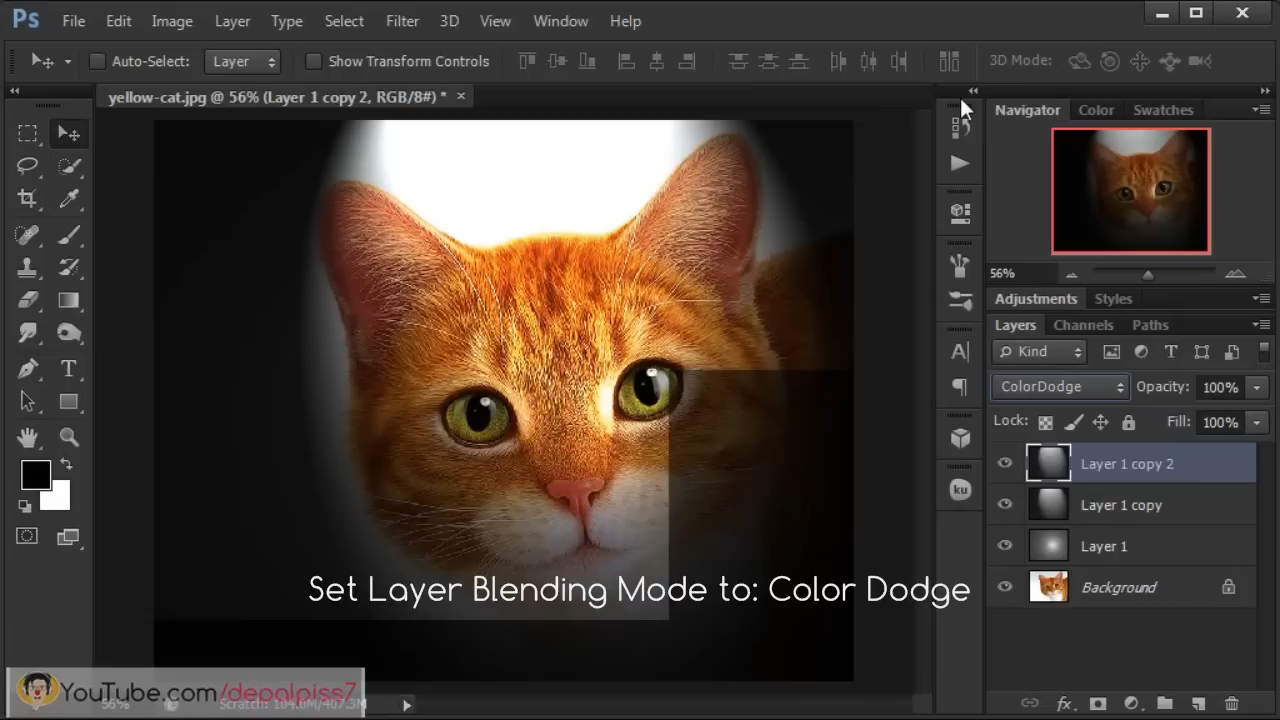 Ps File Edit Image Layer Type Select Filter 3D View Window Help
Auto-Select: Layer Show Transform Controls 3D Mode:
yellow-cat.jpg @ 56% (Layer 1 copy 2, RGB/8#) * ×
Navigator Color Swatches
56%
Adjustments Styles
Layers Channels Paths
Kind
ColorDodge Opacity: 100%
Lock: Fill: 100%
ku
Layer 1 copy 2
Layer 1 copy
Layer 1
Background
Set Layer Blending Mode to: Color Dodge
YouTube.com/depalpiss7
56% Scratch: 104.0M/407.3M
fx